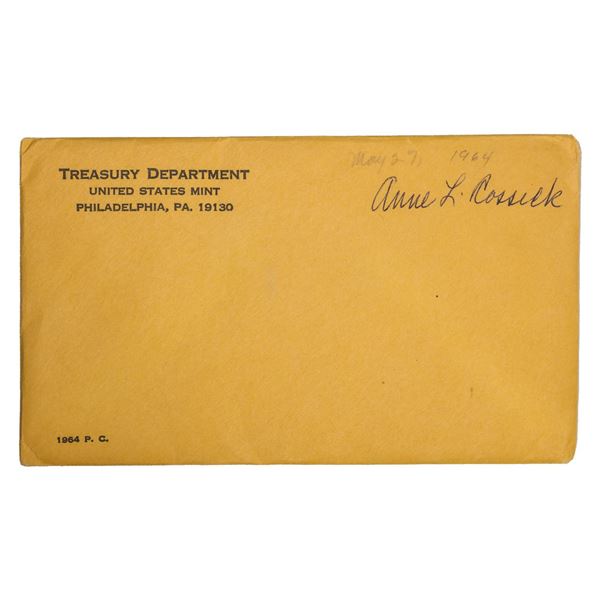 TREASURY DEPARTMENT
UNITED STATES MINT
PHILADELPHIA, PA. 19130
May 27, 1964
Anne L. Rossick
1964 P. C.